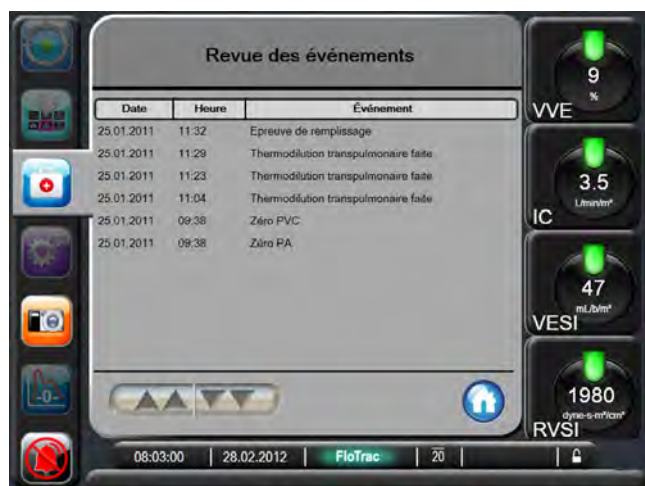 Revue des événements
Date Heure Événement
25.01.2011 11:32 Epreuve de remplissage
25.01.2011 11:29 Thermodilution transpulmonaire faite
25.01.2011 11:23 Thermodilution transpulmonaire faite
25.01.2011 11:04 Thermodilution transpulmonaire faite
25.01.2011 09:38 Zéro PVC
25.01.2011 09:38 Zéro PA
9
%
VVE
3.5
L/min/m²
IC
47
mL/b/m²
VESI
1980
dyne-s-m²/cm⁵
RVSI
-0-
08:03:00 28.02.2012 FloTrac 20